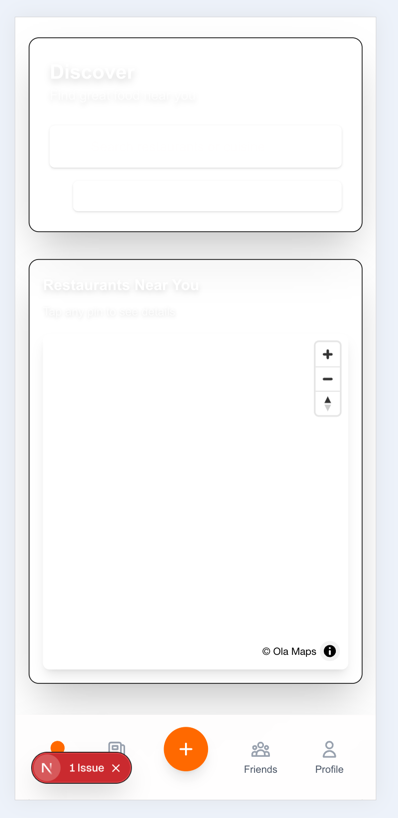 Discover
Find great food near you
Restaurants Near You
Tap any pin to see details
© Ola Maps
N 1 Issue
Friends
Profile